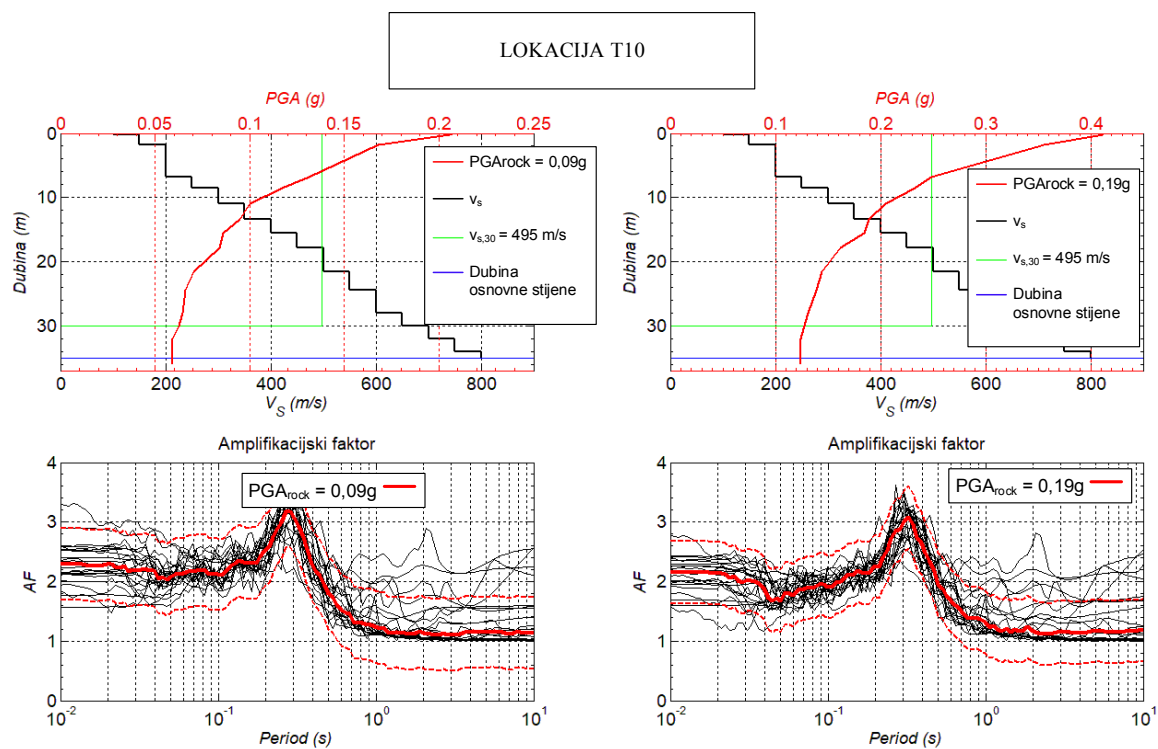 LOKACIJA T10
PGA (g)
0 0.05 0.1 0.15 0.2 0.25
0
10
20
30
Dubina (m)
PGArock = 0,09g
vs
vs,30 = 495 m/s
Dubina
osnovne stijene
0 200 400 600 800
VS (m/s)
PGA (g)
0 0.1 0.2 0.3 0.4
0
10
20
30
Dubina (m)
PGArock = 0,19g
vs
vs,30 = 495 m/s
Dubina
osnovne stijene
0 200 400 600 800
VS (m/s)
Amplifikacijski faktor
4
3
2
1
0
AF
PGArock = 0,09g
10-2 10-1 100 101
Period (s)
Amplifikacijski faktor
4
3
2
1
0
AF
PGArock = 0,19g
10-2 10-1 100 101
Period (s)